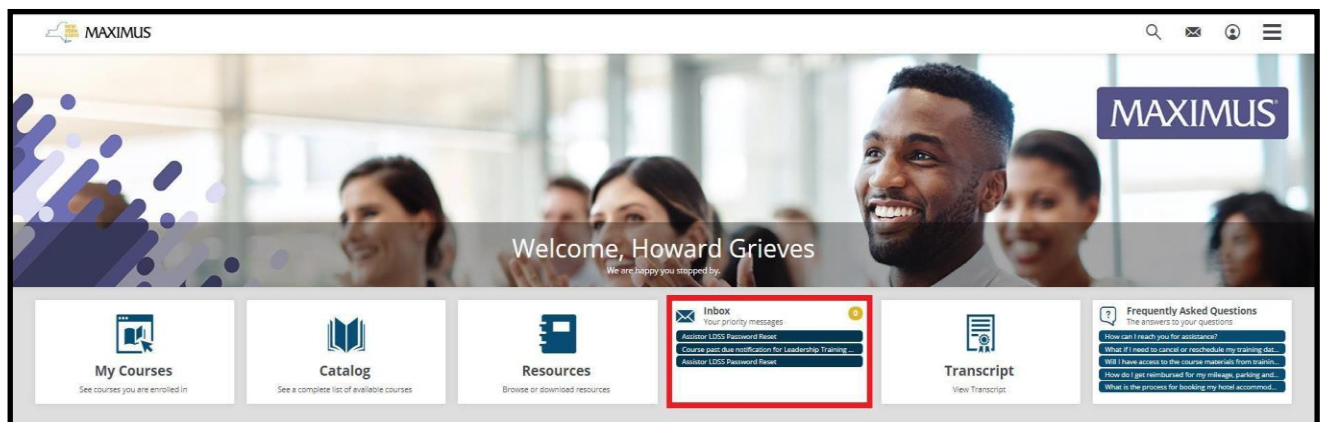 MAXIMUS
MAXIMUS
Welcome, Howard Grieves
We are happy you stopped by.
My Courses
See courses you are enrolled in
Catalog
See a complete list of available courses
Resources
Browse or download resources
Inbox
Your priority messages
0
Assistor LDSS Password Reset
Course past due notification for Leadership Training ...
Assistor LDSS Password Reset
Transcript
View Transcript
Frequently Asked Questions
The answers to your questions
How can I reach you for assistance?
What if I need to cancel or reschedule my training dat...
Will I have access to the course materials from trainin...
How do I get reimbursed for my mileage, parking and...
What is the process for booking my hotel accommod...